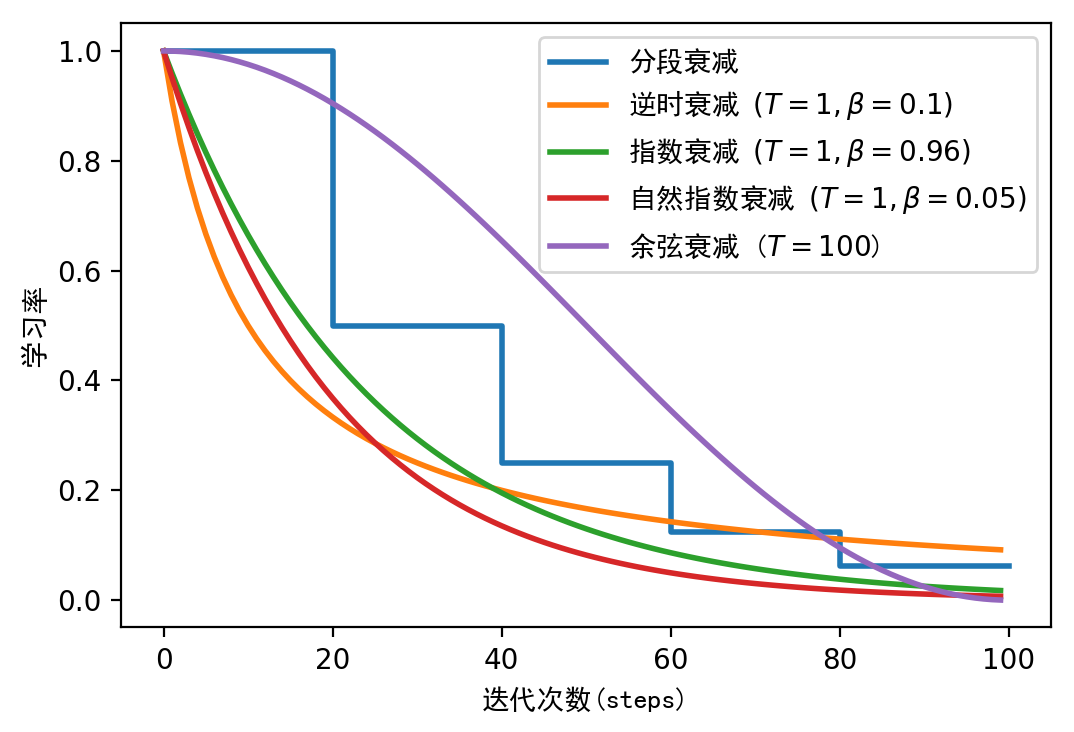 1.0
0.8
0.6
0.4
0.2
0.0
学习率
0
20
40
60
80
100
迭代次数(steps)
分段衰减
逆时衰减 (T = 1, β = 0.1)
指数衰减 (T = 1, β = 0.96)
自然指数衰减 (T = 1, β = 0.05)
余弦衰减 (T = 100)